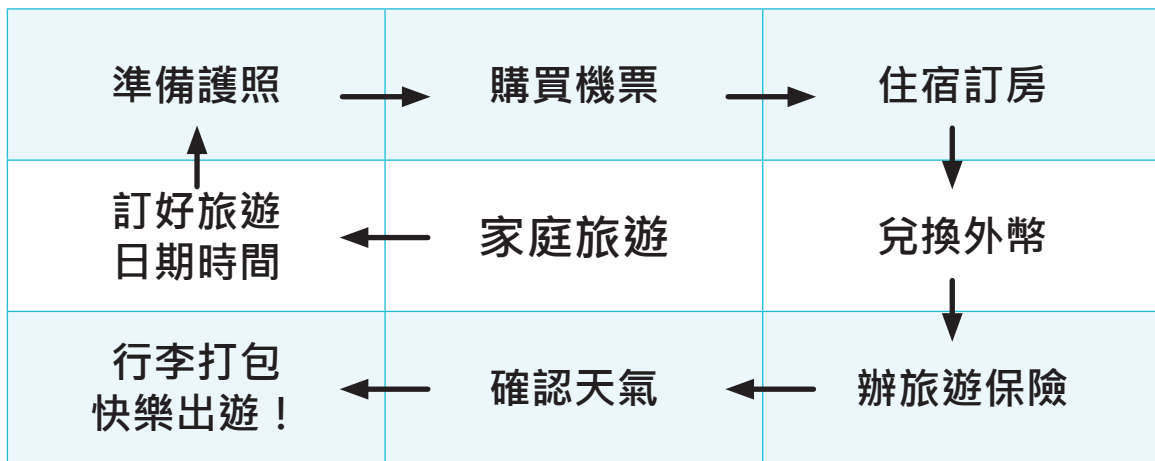 準備護照
購買機票
住宿訂房
訂好旅遊
日期時間
家庭旅遊
兌換外幣
行李打包
快樂出遊！
確認天氣
辦旅遊保險